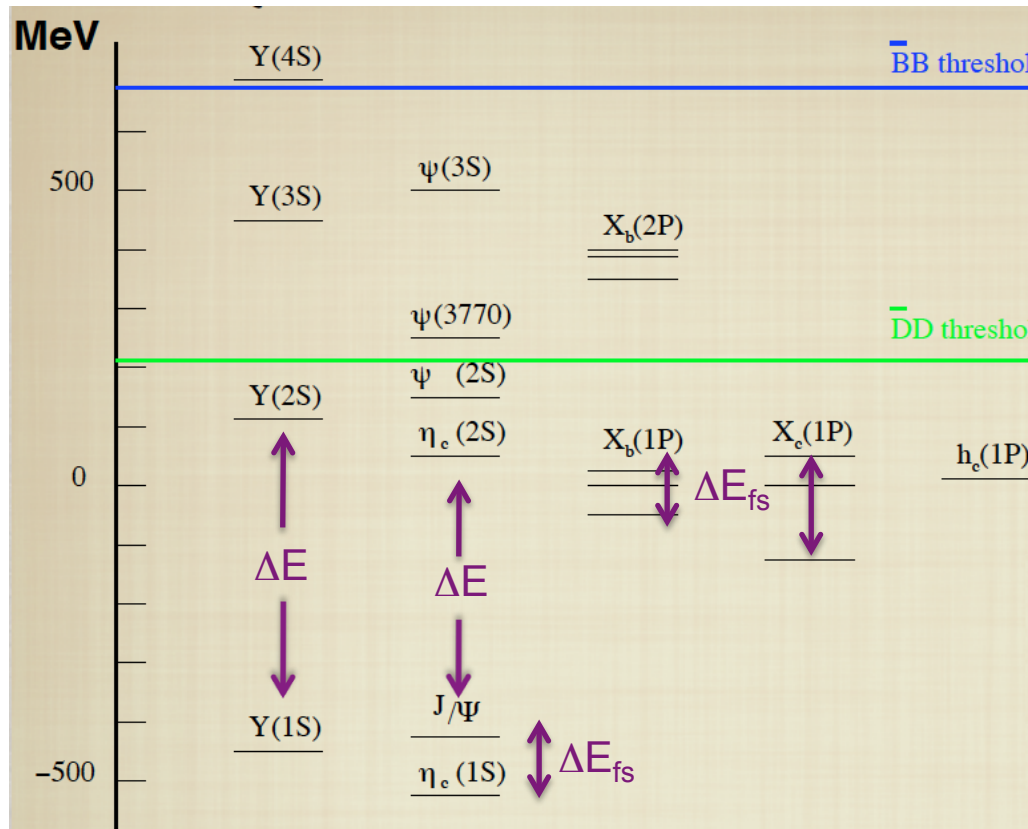 MeV
Y(4S)
B̅B threshol
500
Y(3S)
ψ(3S)
X_b(2P)
ψ(3770)
D̅D thresho
ψ (2S)
Y(2S)
η_c(2S)
X_b(1P)
X_c(1P)
h_c(1P)
0
ΔE_fs
ΔE
ΔE
J/Ψ
Y(1S)
ΔE_fs
η_c(1S)
−500